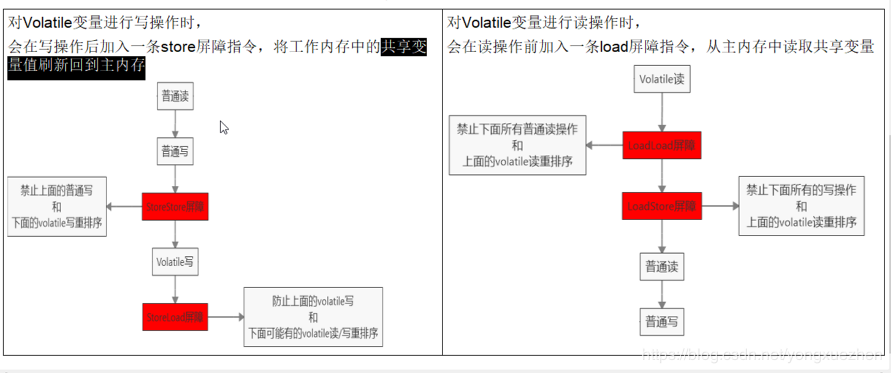 对Volatile变量进行写操作时，
会在写操作后加入一条store屏障指令，将工作内存中的共享变
量值刷新回到主内存
普通读
普通写
禁止上面的普通写
和
下面的volatile写重排序
StoreStore屏障
Volatile写
StoreLoad屏障
防止上面的volatile写
和
下面可能有的volatile读/写重排序
对Volatile变量进行读操作时，
会在读操作前加入一条load屏障指令，从主内存中读取共享变量
Volatile读
禁止下面所有普通读操作
和
上面的volatile读重排序
LoadLoad屏障
LoadStore屏障
禁止下面所有的写操作
和
上面的volatile读重排序
普通读
普通写